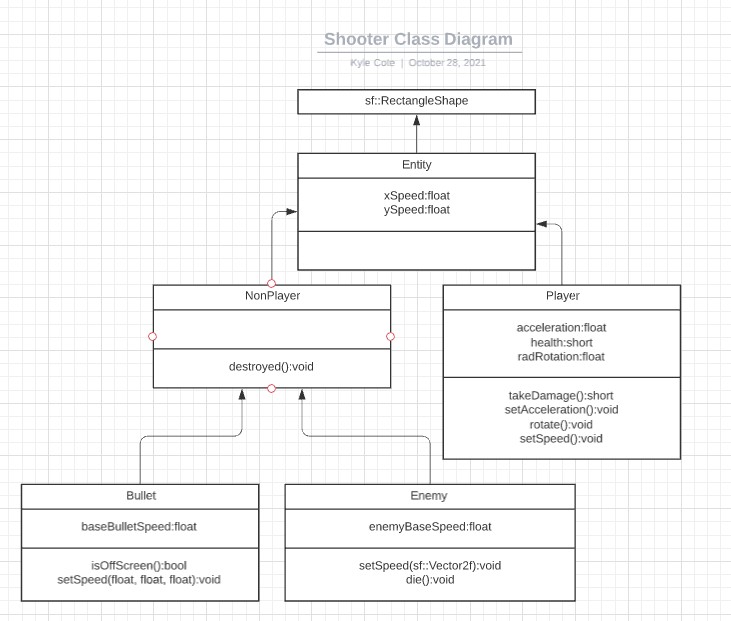 Shooter Class Diagram
Kyle Cote | October 28, 2021
sf::RectangleShape
Entity
xSpeed:float
ySpeed:float
NonPlayer
destroyed():void
Player
acceleration:float
health:short
radRotation:float
takeDamage():short
setAcceleration():void
rotate():void
setSpeed():void
Bullet
baseBulletSpeed:float
isOffScreen():bool
setSpeed(float, float, float):void
Enemy
enemyBaseSpeed:float
setSpeed(sf::Vector2f):void
die():void